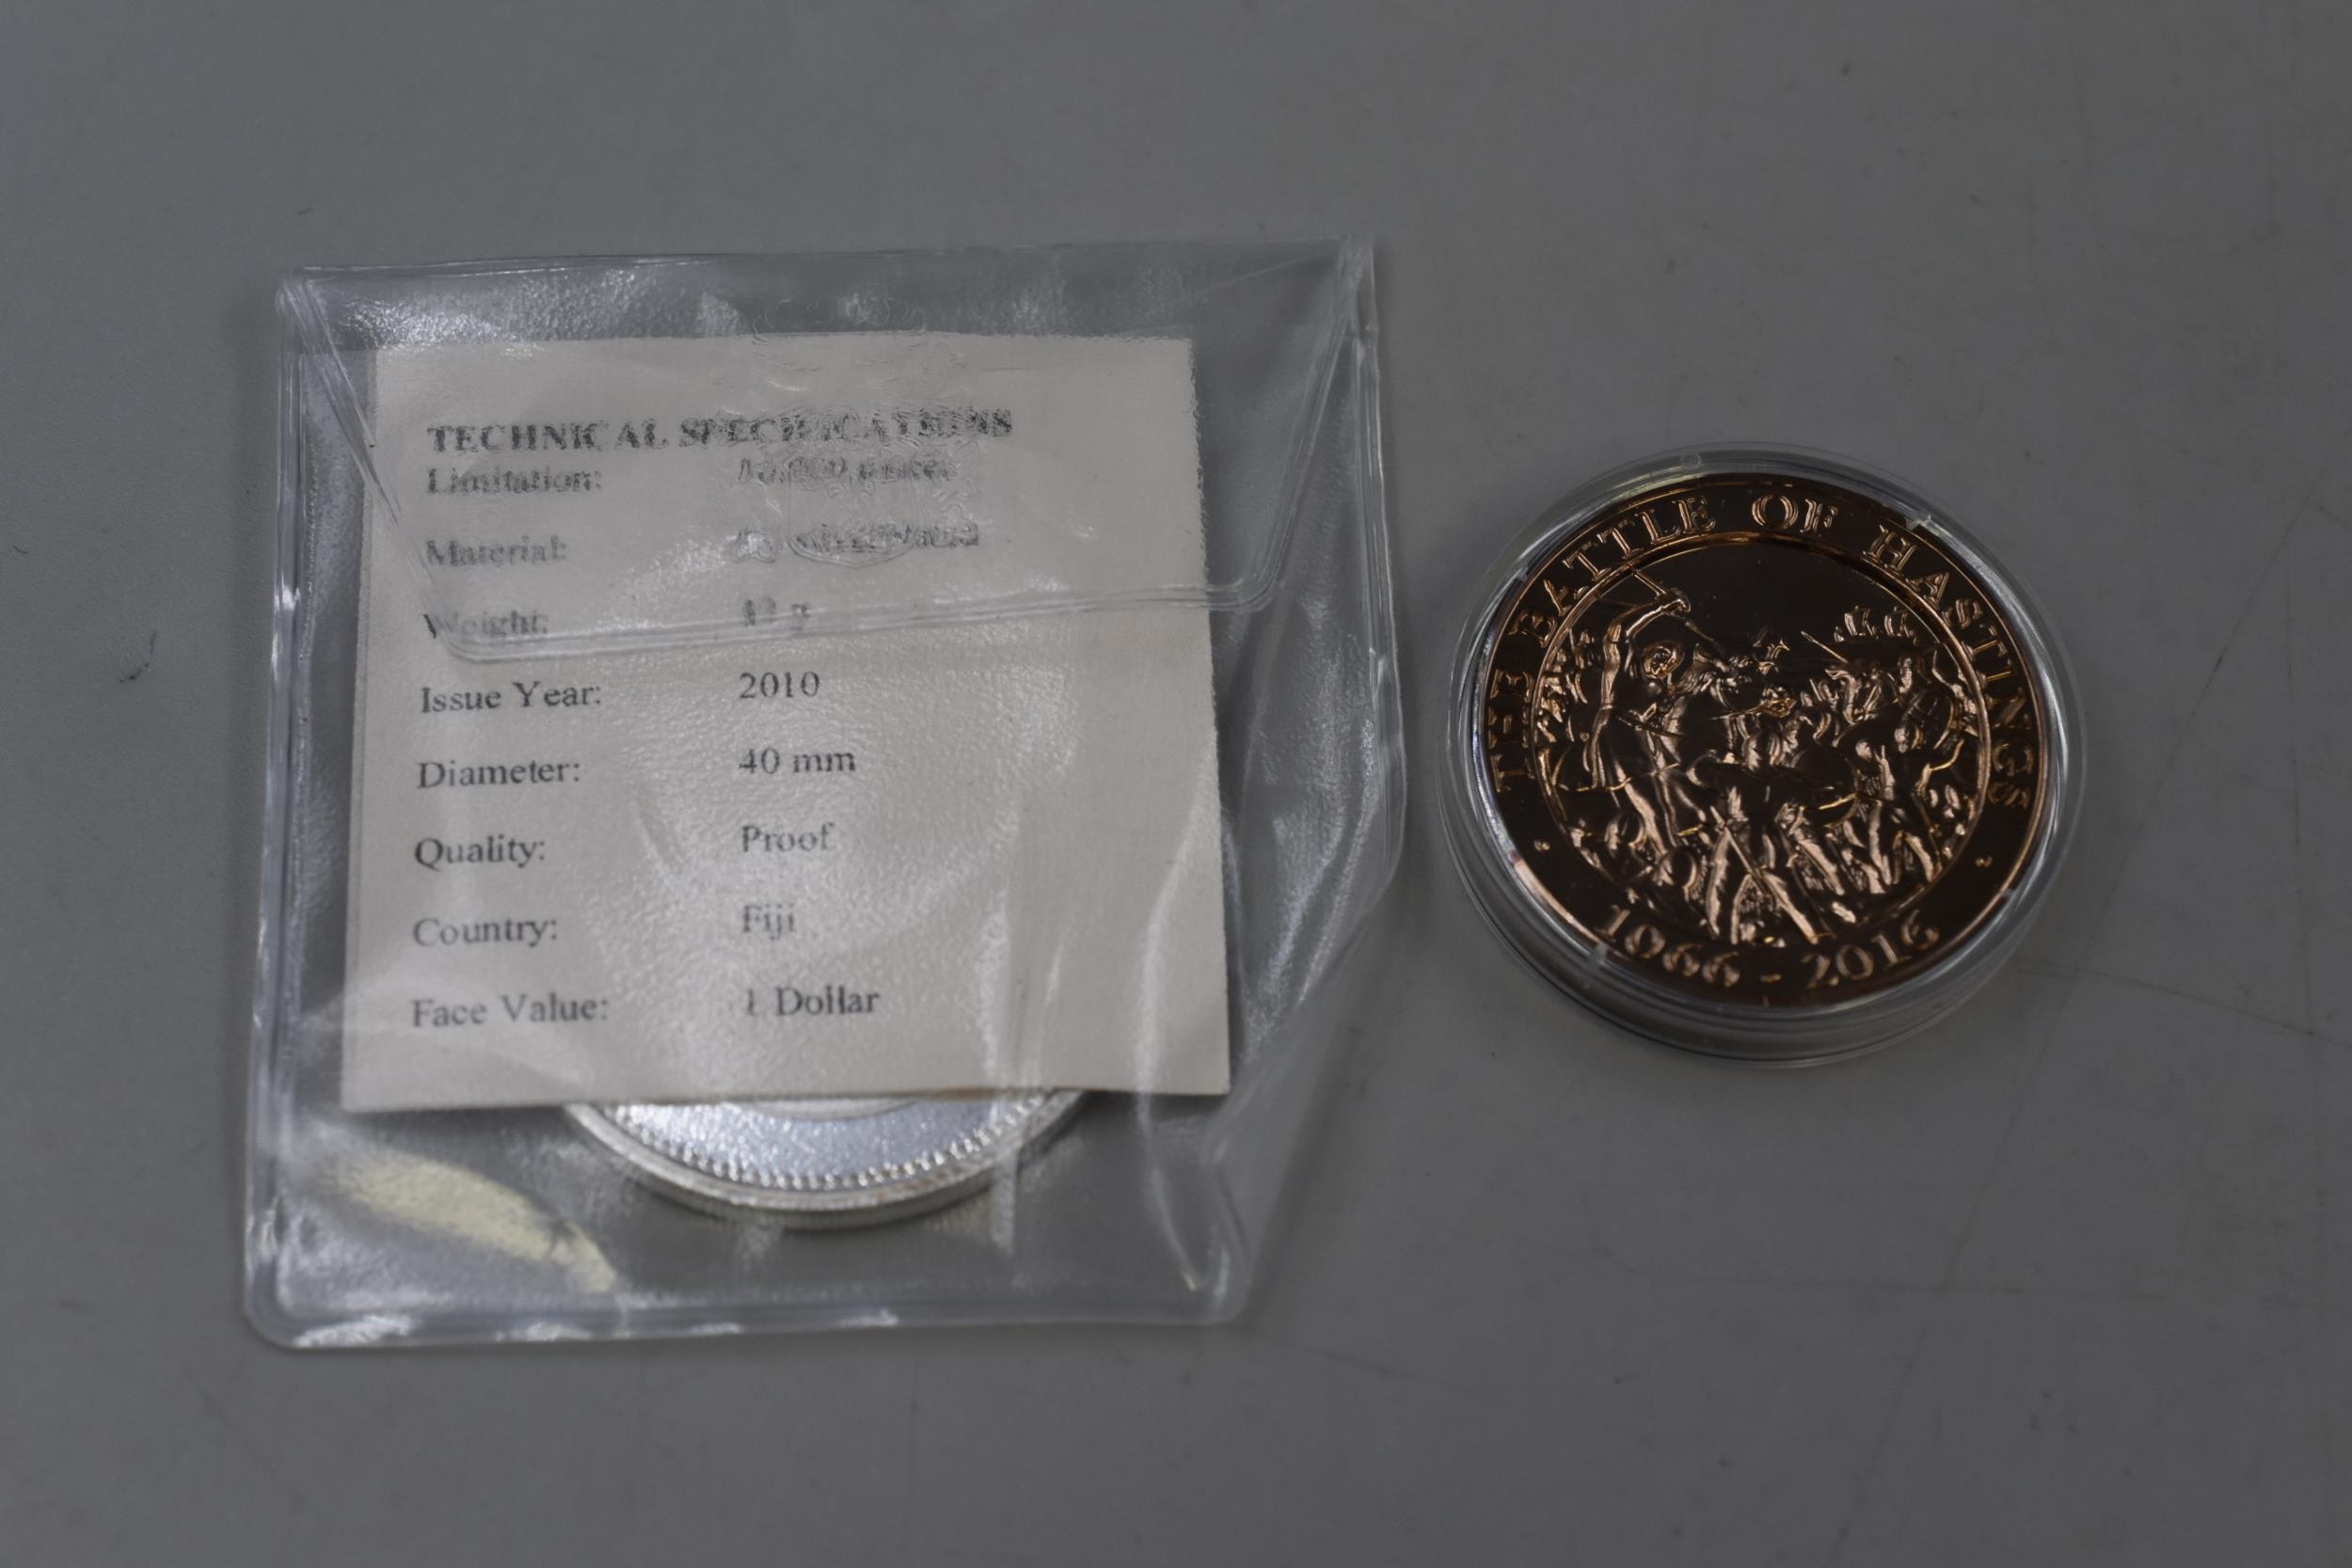 TECHNICAL SPECIFICATIONS
Limitation:
Material:
Weight:
Issue Year: 2010
Diameter: 40 mm
Quality: Proof
Country: Fiji
Face Value: 1 Dollar
THE BATTLE OF HASTINGS
1066 - 2016